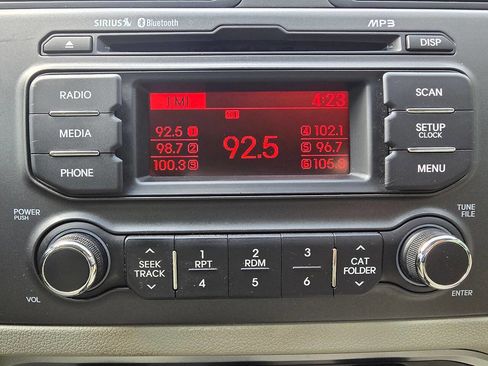 SIRIUS Bluetooth MP3
DISP
RADIO
MEDIA
PHONE
FM1 4:23
92.5 1 4 102.1
98.7 2 5 96.7
100.3 3 6 105.8
92.5
SCAN
SETUP
CLOCK
MENU
POWER
PUSH
VOL
SEEK
TRACK
1 RPT 4
2 RDM 5
3 6
CAT
FOLDER
TUNE
FILE
ENTER